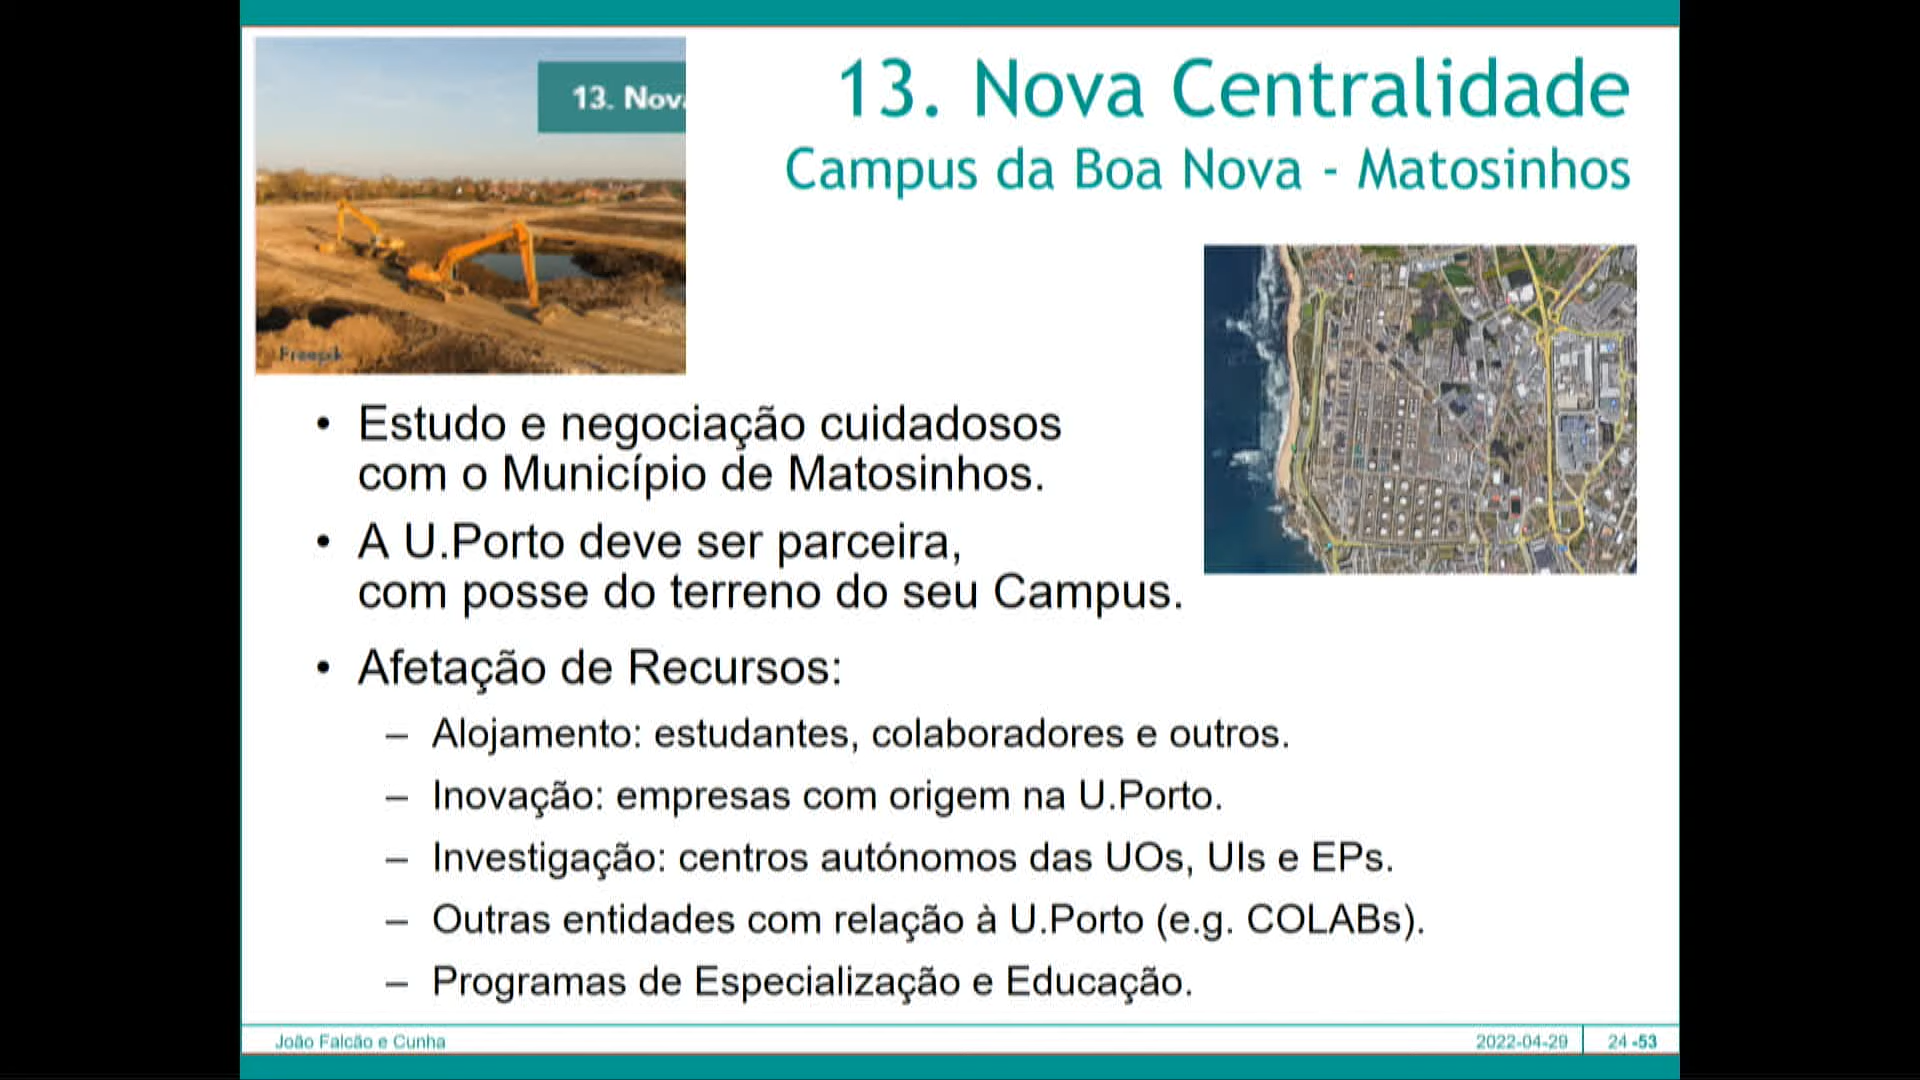 13. Nova Centralidade
Campus da Boa Nova - Matosinhos
13. Nova
Freepik
• Estudo e negociação cuidadosos
com o Município de Matosinhos.
• A U.Porto deve ser parceira,
com posse do terreno do seu Campus.
• Afetação de Recursos:
– Alojamento: estudantes, colaboradores e outros.
– Inovação: empresas com origem na U.Porto.
– Investigação: centros autónomos das UOs, UIs e EPs.
– Outras entidades com relação à U.Porto (e.g. COLABs).
– Programas de Especialização e Educação.
João Falcão e Cunha
2022-04-29
24 -53